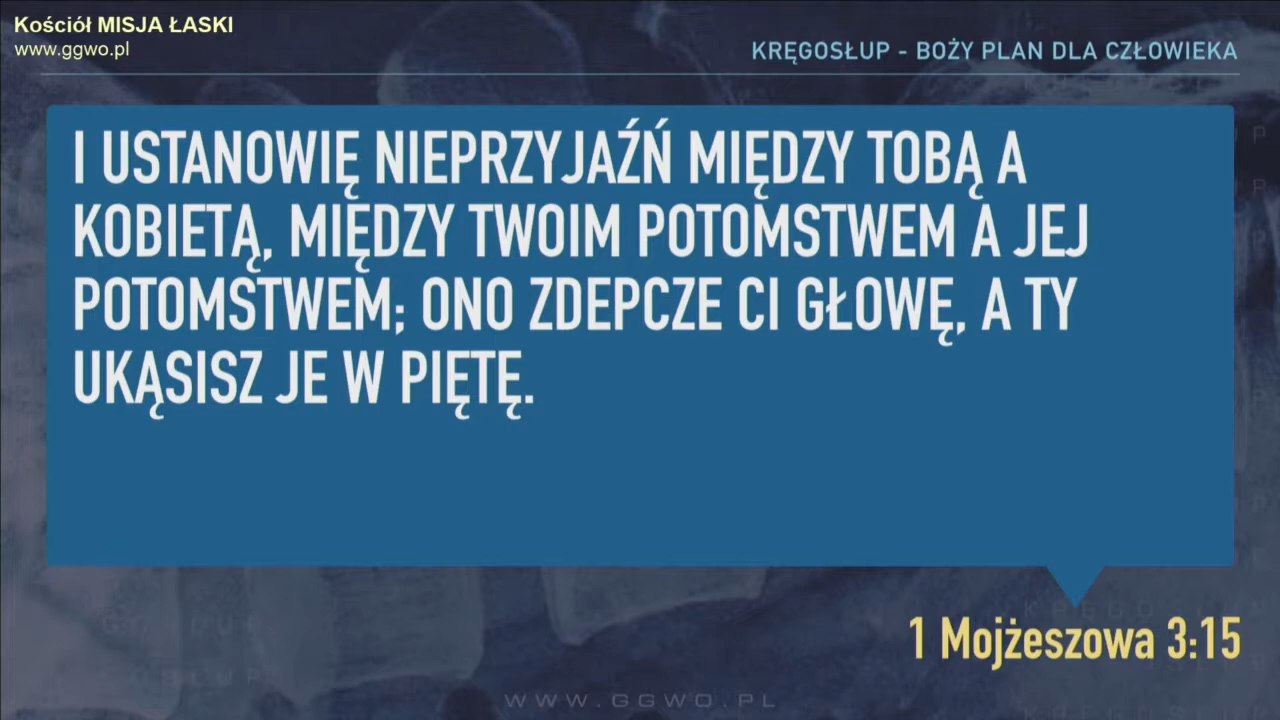 Kościół MISJA ŁASKI
www.ggwo.pl
KRĘGOSŁUP - BOŻY PLAN DLA CZŁOWIEKA
I USTANOWIĘ NIEPRZYJAŹŃ MIĘDZY TOBĄ A
KOBIETĄ, MIĘDZY TWOIM POTOMSTWEM A JEJ
POTOMSTWEM; ONO ZDEPCZE CI GŁOWĘ, A TY
UKĄSISZ JE W PIĘTĘ.
1 Mojżeszowa 3:15
WWW.GGWO.PL